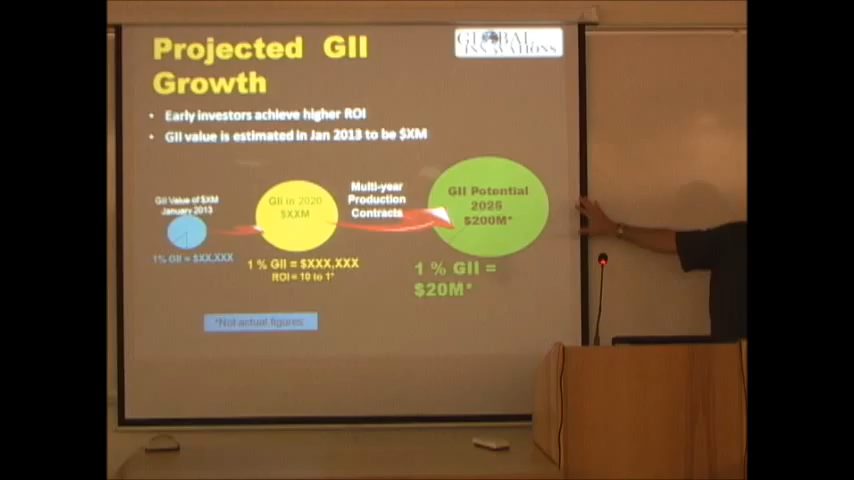 Projected GII
Growth
GLOBAL
INNOVATIONS
• Early investors achieve higher ROI
• GII value is estimated in Jan 2013 to be $XM
GII Value of $XM
January 2013
1% GII = $XX,XXX
GII in 2020
$XXM
1 % GII = $XXX,XXX
ROI = 10 to 1*
Multi-year
Production
Contracts
GII Potential
2025
$200M*
1 % GII =
$20M*
*Not actual figures